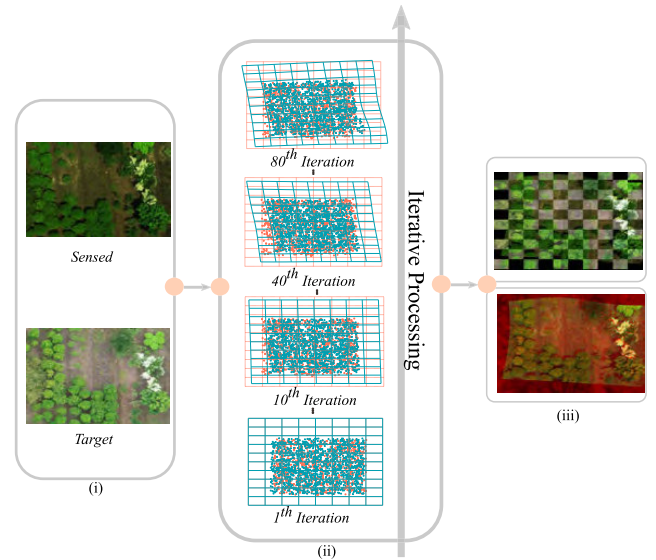 Sensed
Target
(i)
80th Iteration
40th Iteration
10th Iteration
1th Iteration
(ii)
Iterative Processing
(iii)